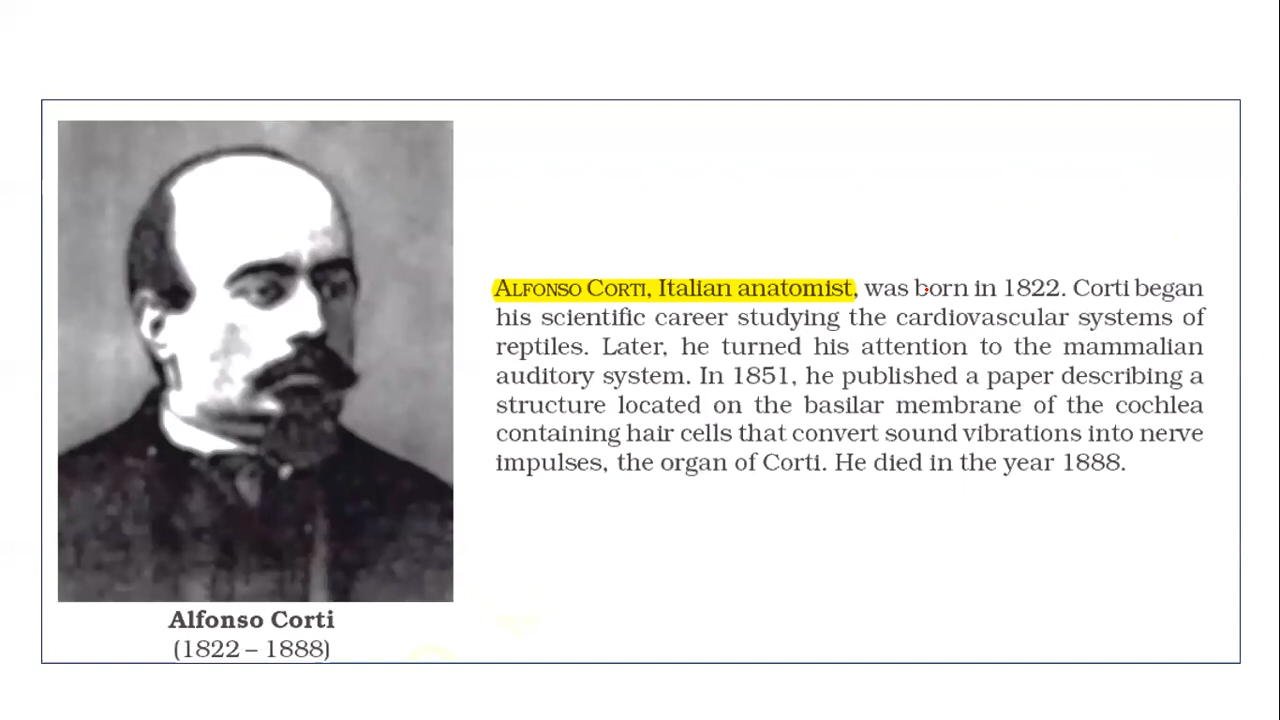 ALFONSO CORTI, Italian anatomist, was born in 1822. Corti began
his scientific career studying the cardiovascular systems of
reptiles. Later, he turned his attention to the mammalian
auditory system. In 1851, he published a paper describing a
structure located on the basilar membrane of the cochlea
containing hair cells that convert sound vibrations into nerve
impulses, the organ of Corti. He died in the year 1888.
Alfonso Corti
(1822 – 1888)